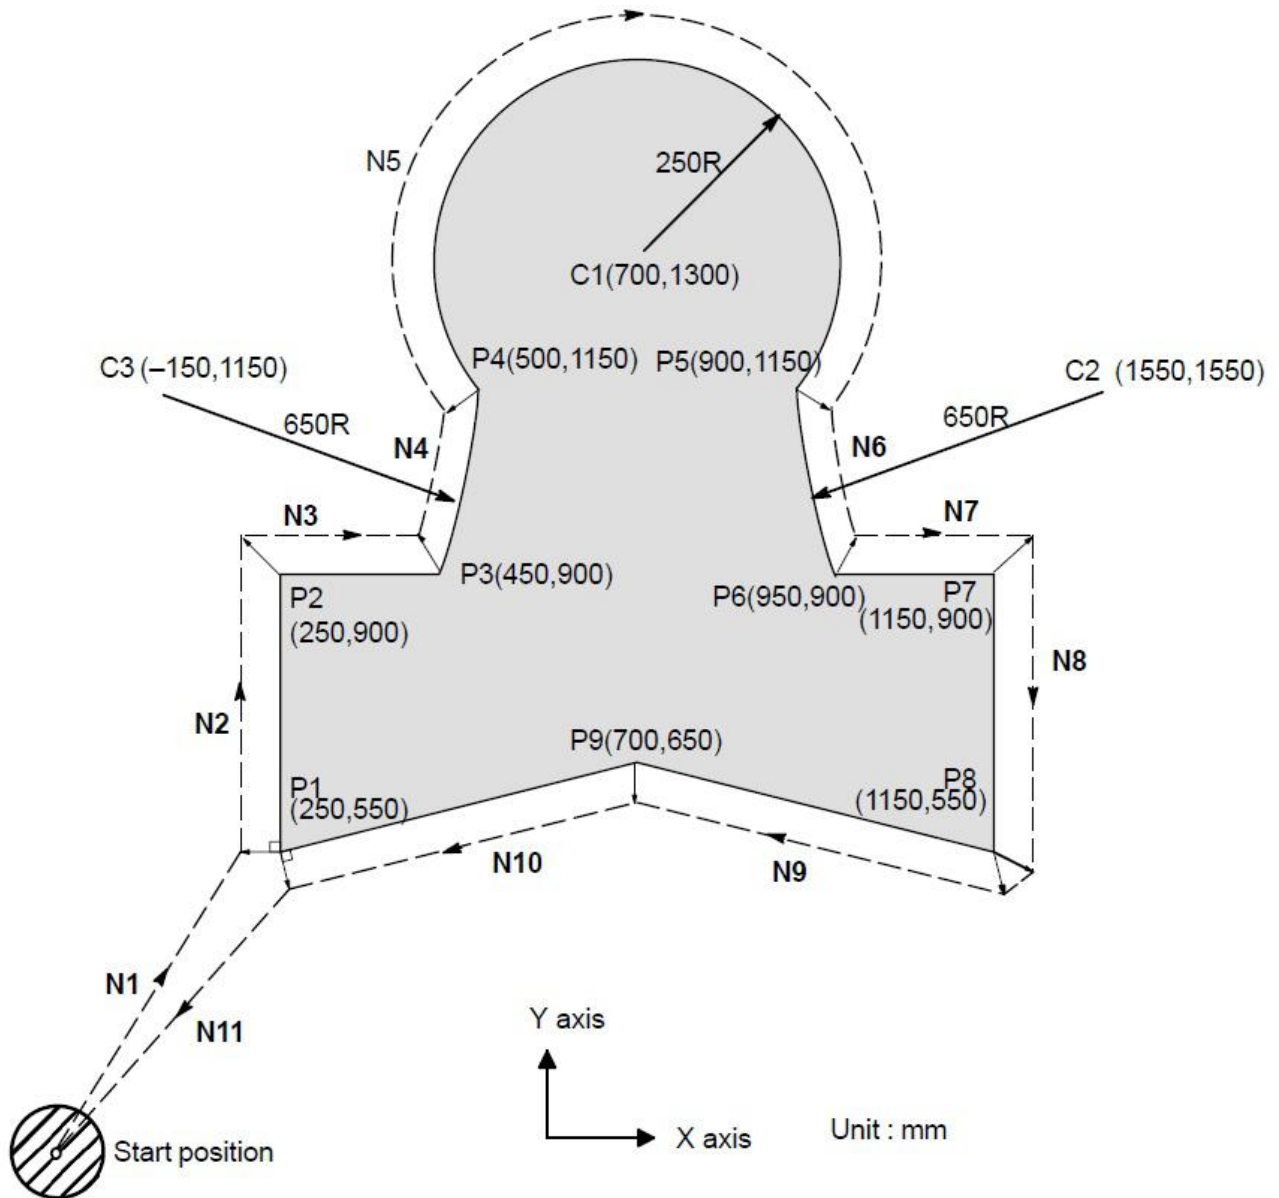 N5
250R
C1(700,1300)
P4(500,1150)
P5(900,1150)
C3 (–150,1150)
C2 (1550,1550)
650R
650R
N4
N6
N3
N7
P3(450,900)
P6(950,900)
P2
(250,900)
P7
(1150,900)
N8
N2
P9(700,650)
P1
(250,550)
P8
(1150,550)
N10
N9
N1
N11
Y axis
X axis
Unit : mm
Start position